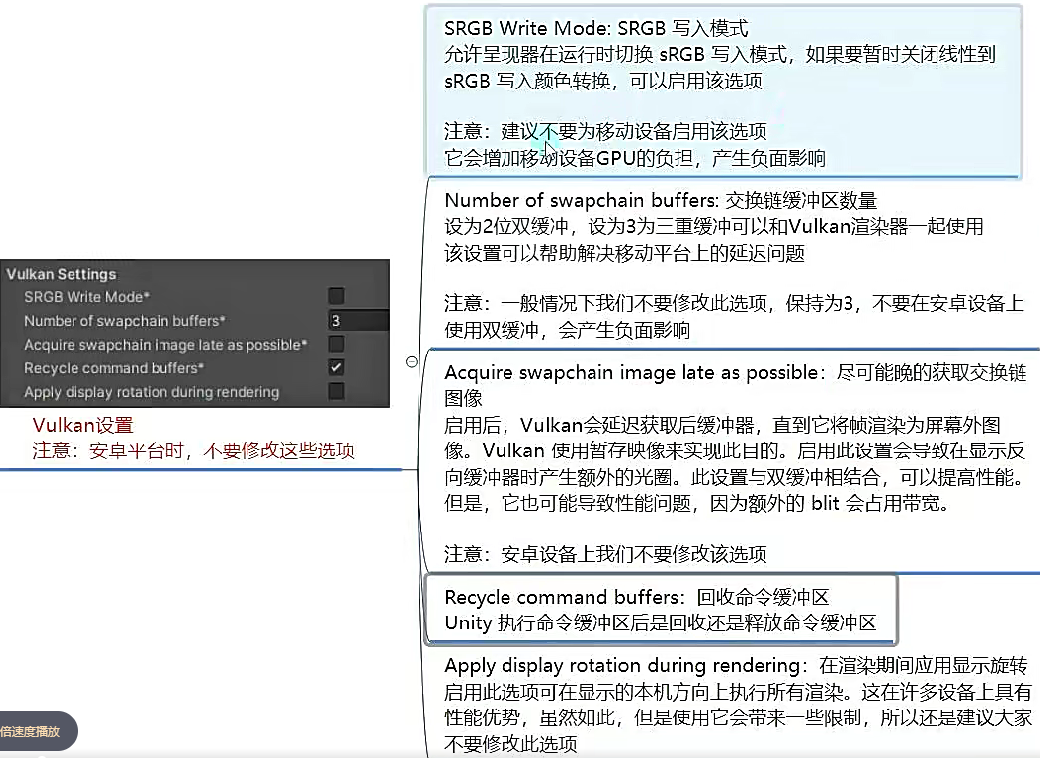 SRGB Write Mode: SRGB 写入模式
允许呈现器在运行时切换 sRGB 写入模式，如果要暂时关闭线性到
sRGB 写入颜色转换，可以启用该选项
注意：建议不要为移动设备启用该选项
它会增加移动设备GPU的负担，产生负面影响
Number of swapchain buffers: 交换链缓冲区数量
设为2位双缓冲，设为3为三重缓冲可以和Vulkan渲染器一起使用
该设置可以帮助解决移动平台上的延迟问题
注意：一般情况下我们不要修改此选项，保持为3，不要在安卓设备上
使用双缓冲，会产生负面影响
Vulkan Settings
SRGB Write Mode*
Number of swapchain buffers*
3
Acquire swapchain image late as possible*
Recycle command buffers*
Apply display rotation during rendering
Vulkan设置
注意：安卓平台时，不要修改这些选项
Acquire swapchain image late as possible：尽可能晚的获取交换链
图像
启用后，Vulkan会延迟获取后缓冲器，直到它将帧渲染为屏幕外图
像。Vulkan 使用暂存映像来实现此目的。启用此设置会导致在显示反
向缓冲器时产生额外的光圈。此设置与双缓冲相结合，可以提高性能。
但是，它也可能导致性能问题，因为额外的 blit 会占用带宽。
注意：安卓设备上我们不要修改该选项
Recycle command buffers：回收命令缓冲区
Unity 执行命令缓冲区后是回收还是释放命令缓冲区
Apply display rotation during rendering：在渲染期间应用显示旋转
启用此选项可在显示的本机方向上执行所有渲染。这在许多设备上具有
性能优势，虽然如此，但是使用它会带来一些限制，所以还是建议大家
不要修改此选项
倍速度播放